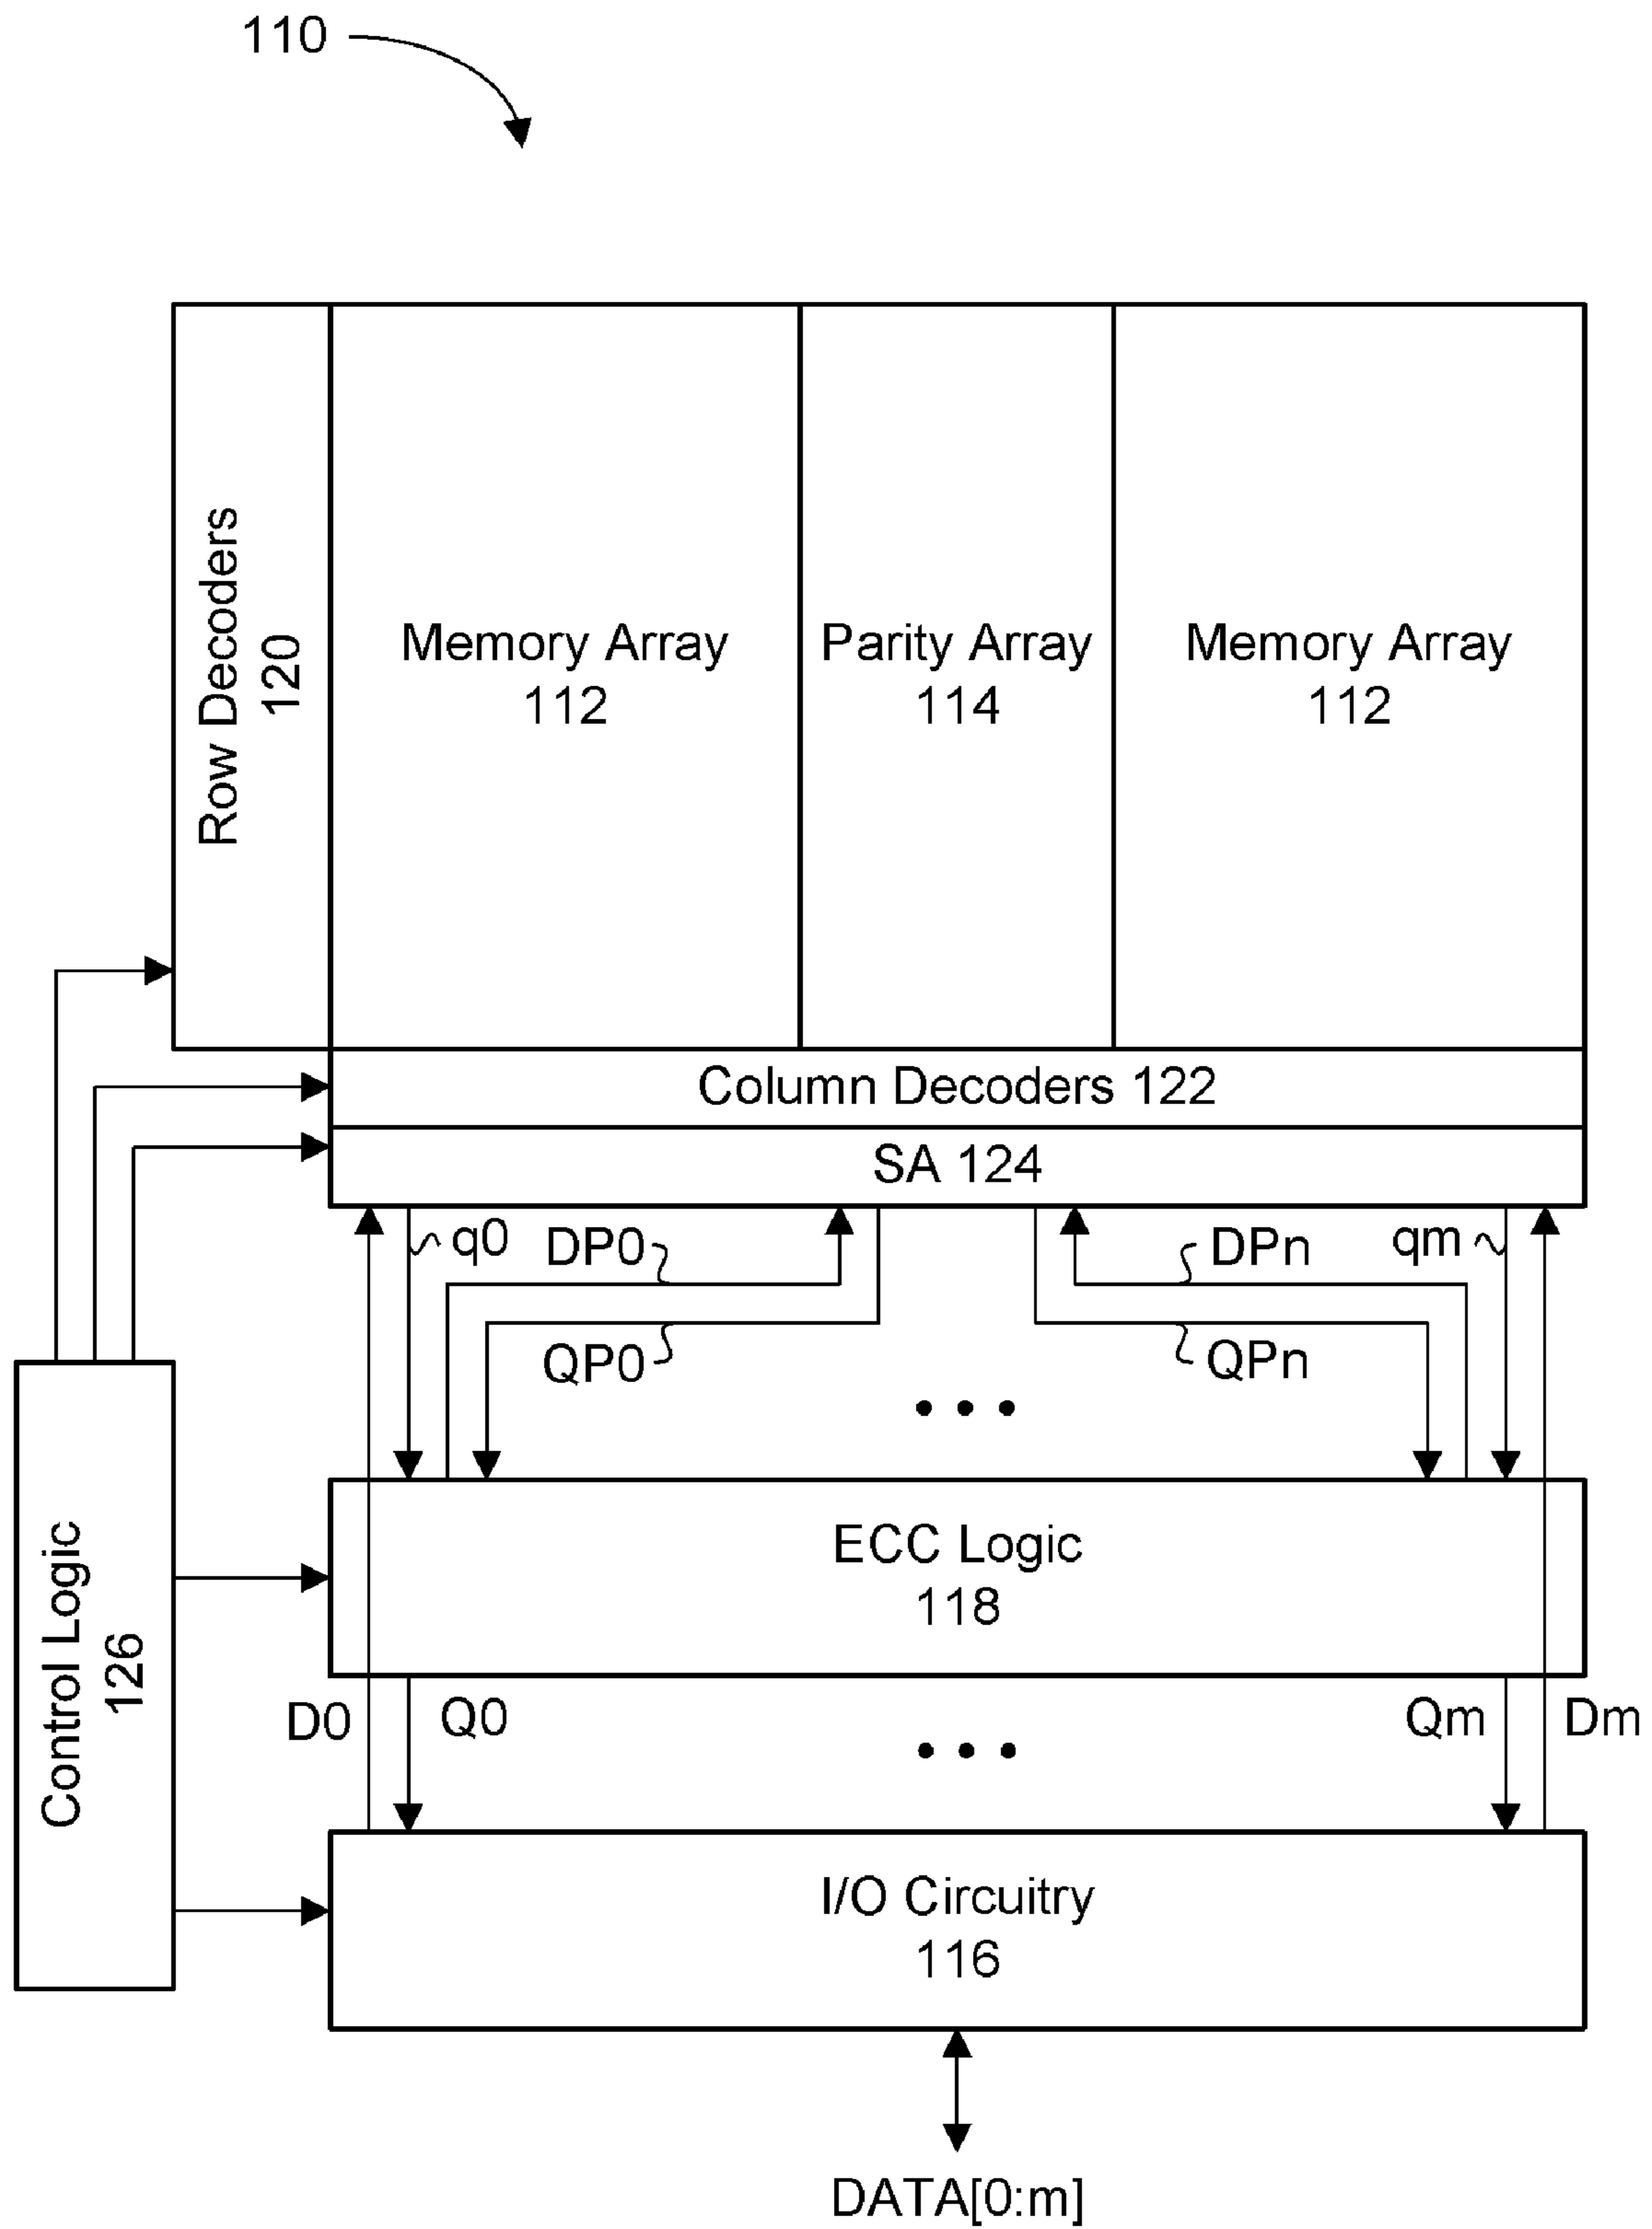 110
Row Decoders
120
Memory Array
112
Parity Array
114
Memory Array
112
Column Decoders 122
SA 124
q0
DP0
DPn
qm
QP0
QPn
• • •
Control Logic
126
ECC Logic
118
D0
Q0
• • •
Qm
Dm
I/O Circuitry
116
DATA[0:m]